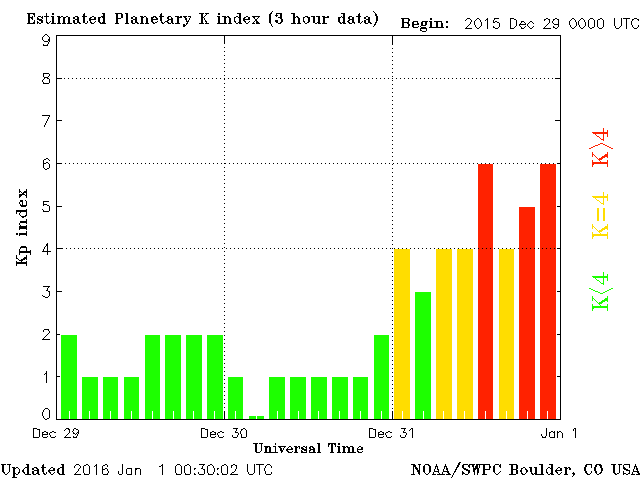 Estimated Planetary K index (3 hour data) Begin: 2015 Dec 29 0000 UTC
9
8
7
6
5
4
3
2
1
0
Kp index
K>4
K=4
K<4
Dec 29 Dec 30 Dec 31 Jan 1
Universal Time
Updated 2016 Jan 1 00:30:02 UTC NOAA/SWPC Boulder, CO USA